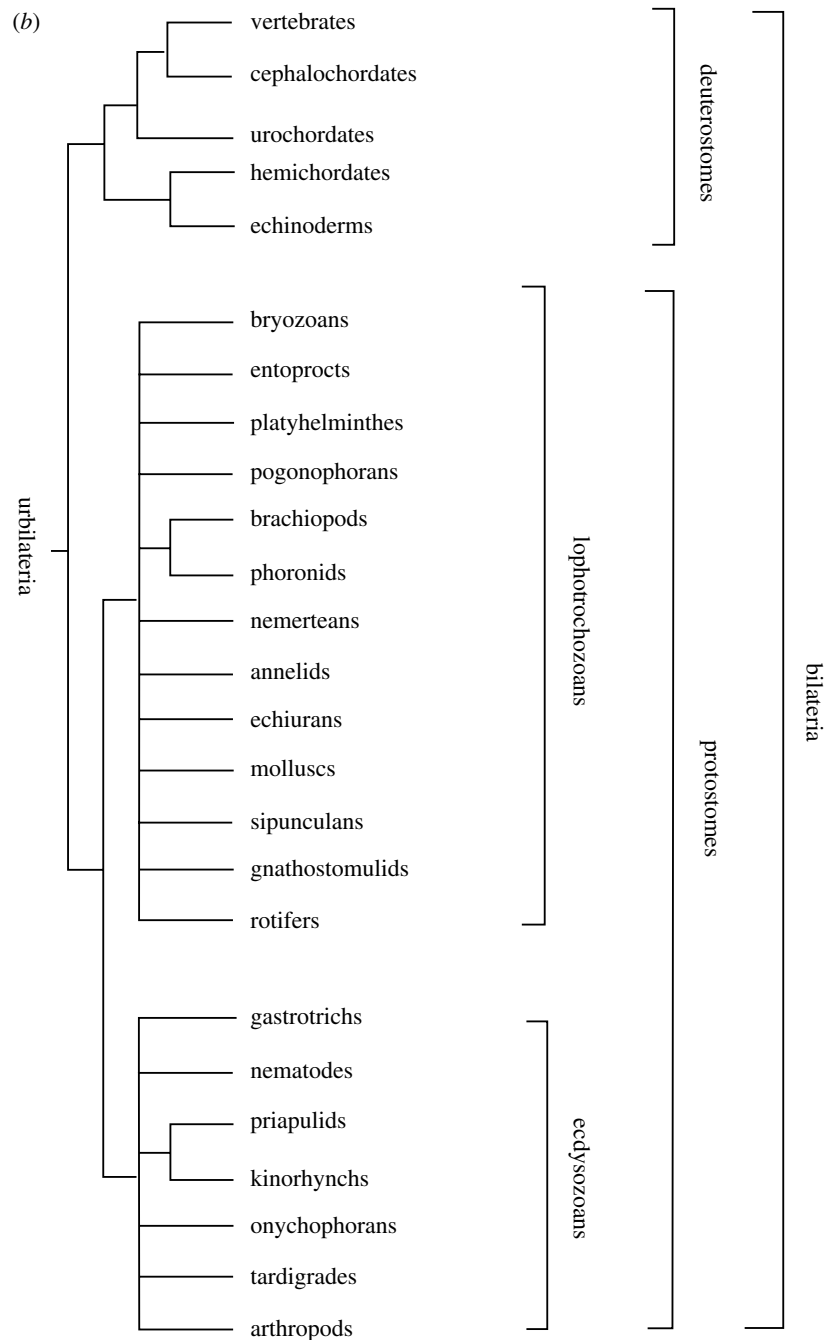 (b)
vertebrates
cephalochordates
urochordates
hemichordates
echinoderms
deuterostomes
bryozoans
entoprocts
platyhelminthes
pogonophorans
brachiopods
phoronids
nemerteans
annelids
echiurans
molluscs
sipunculans
gnathostomulids
rotifers
lophotrochozoans
gastrotrichs
nematodes
priapulids
kinorhynchs
onychophorans
tardigrades
arthropods
ecdysozoans
protostomes
bilateria
urbilateria